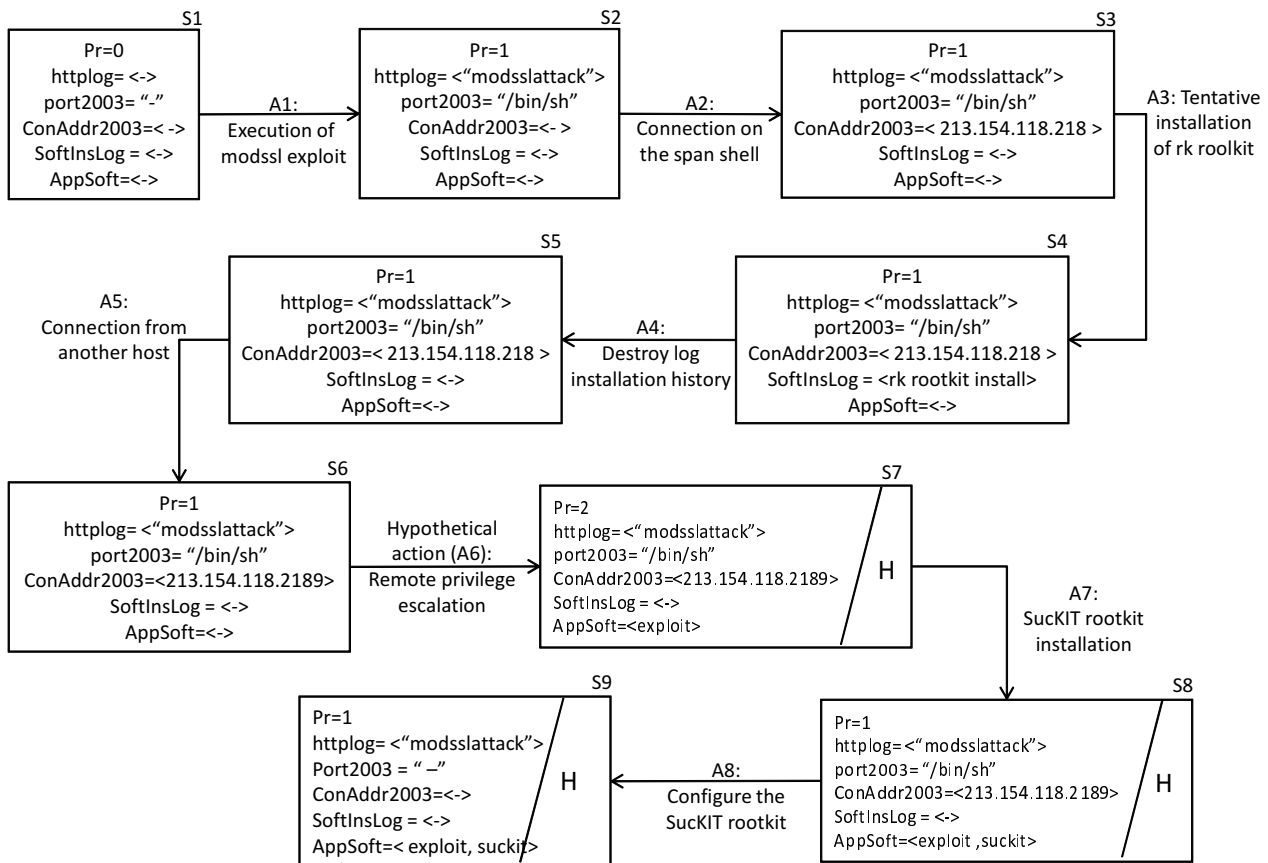 S1
Pr=0
httplog= <->
port2003= “-”
ConAddr2003=< ->
SoftInsLog = <->
AppSoft=<->
A1:
Execution of
modssl exploit
S2
Pr=1
httplog= <“modsslattack”>
port2003= “/bin/sh”
ConAddr2003=<- >
SoftInsLog = <->
AppSoft=<->
A2:
Connection on
the span shell
S3
Pr=1
httplog= <“modsslattack”>
port2003= “/bin/sh”
ConAddr2003=< 213.154.118.218 >
SoftInsLog = <->
AppSoft=<->
A3: Tentative
installation
of rk roolkit
S4
Pr=1
httplog= <“modsslattack”>
port2003= “/bin/sh”
ConAddr2003=< 213.154.118.218 >
SoftInsLog = <rk rootkit install>
AppSoft=<->
A4:
Destroy log
installation history
S5
Pr=1
httplog= <“modsslattack”>
port2003= “/bin/sh”
ConAddr2003=< 213.154.118.218 >
SoftInsLog = <->
AppSoft=<->
A5:
Connection from
another host
S6
Pr=1
httplog= <“modsslattack”>
port2003= “/bin/sh”
ConAddr2003=<213.154.118.2189>
SoftInsLog = <->
AppSoft=<->
Hypothetical
action (A6):
Remote privilege
escalation
S7
Pr=2
httplog= <“modsslattack”>
port2003= “/bin/sh”
ConAddr2003=<213.154.118.2189>
SoftInsLog = <->
AppSoft=<exploit>
H
A7:
SucKIT rootkit
installation
S8
Pr=1
httplog= <“modsslattack”>
port2003= “/bin/sh”
ConAddr2003=<213.154.118.2189>
SoftInsLog = <->
AppSoft=<exploit ,suckit>
H
A8:
Configure the
SucKIT rootkit
S9
Pr=1
httplog= <“modsslattack”>
Port2003 = “ –”
ConAddr2003=<->
SoftInsLog = <->
AppSoft=< exploit, suckit>
H